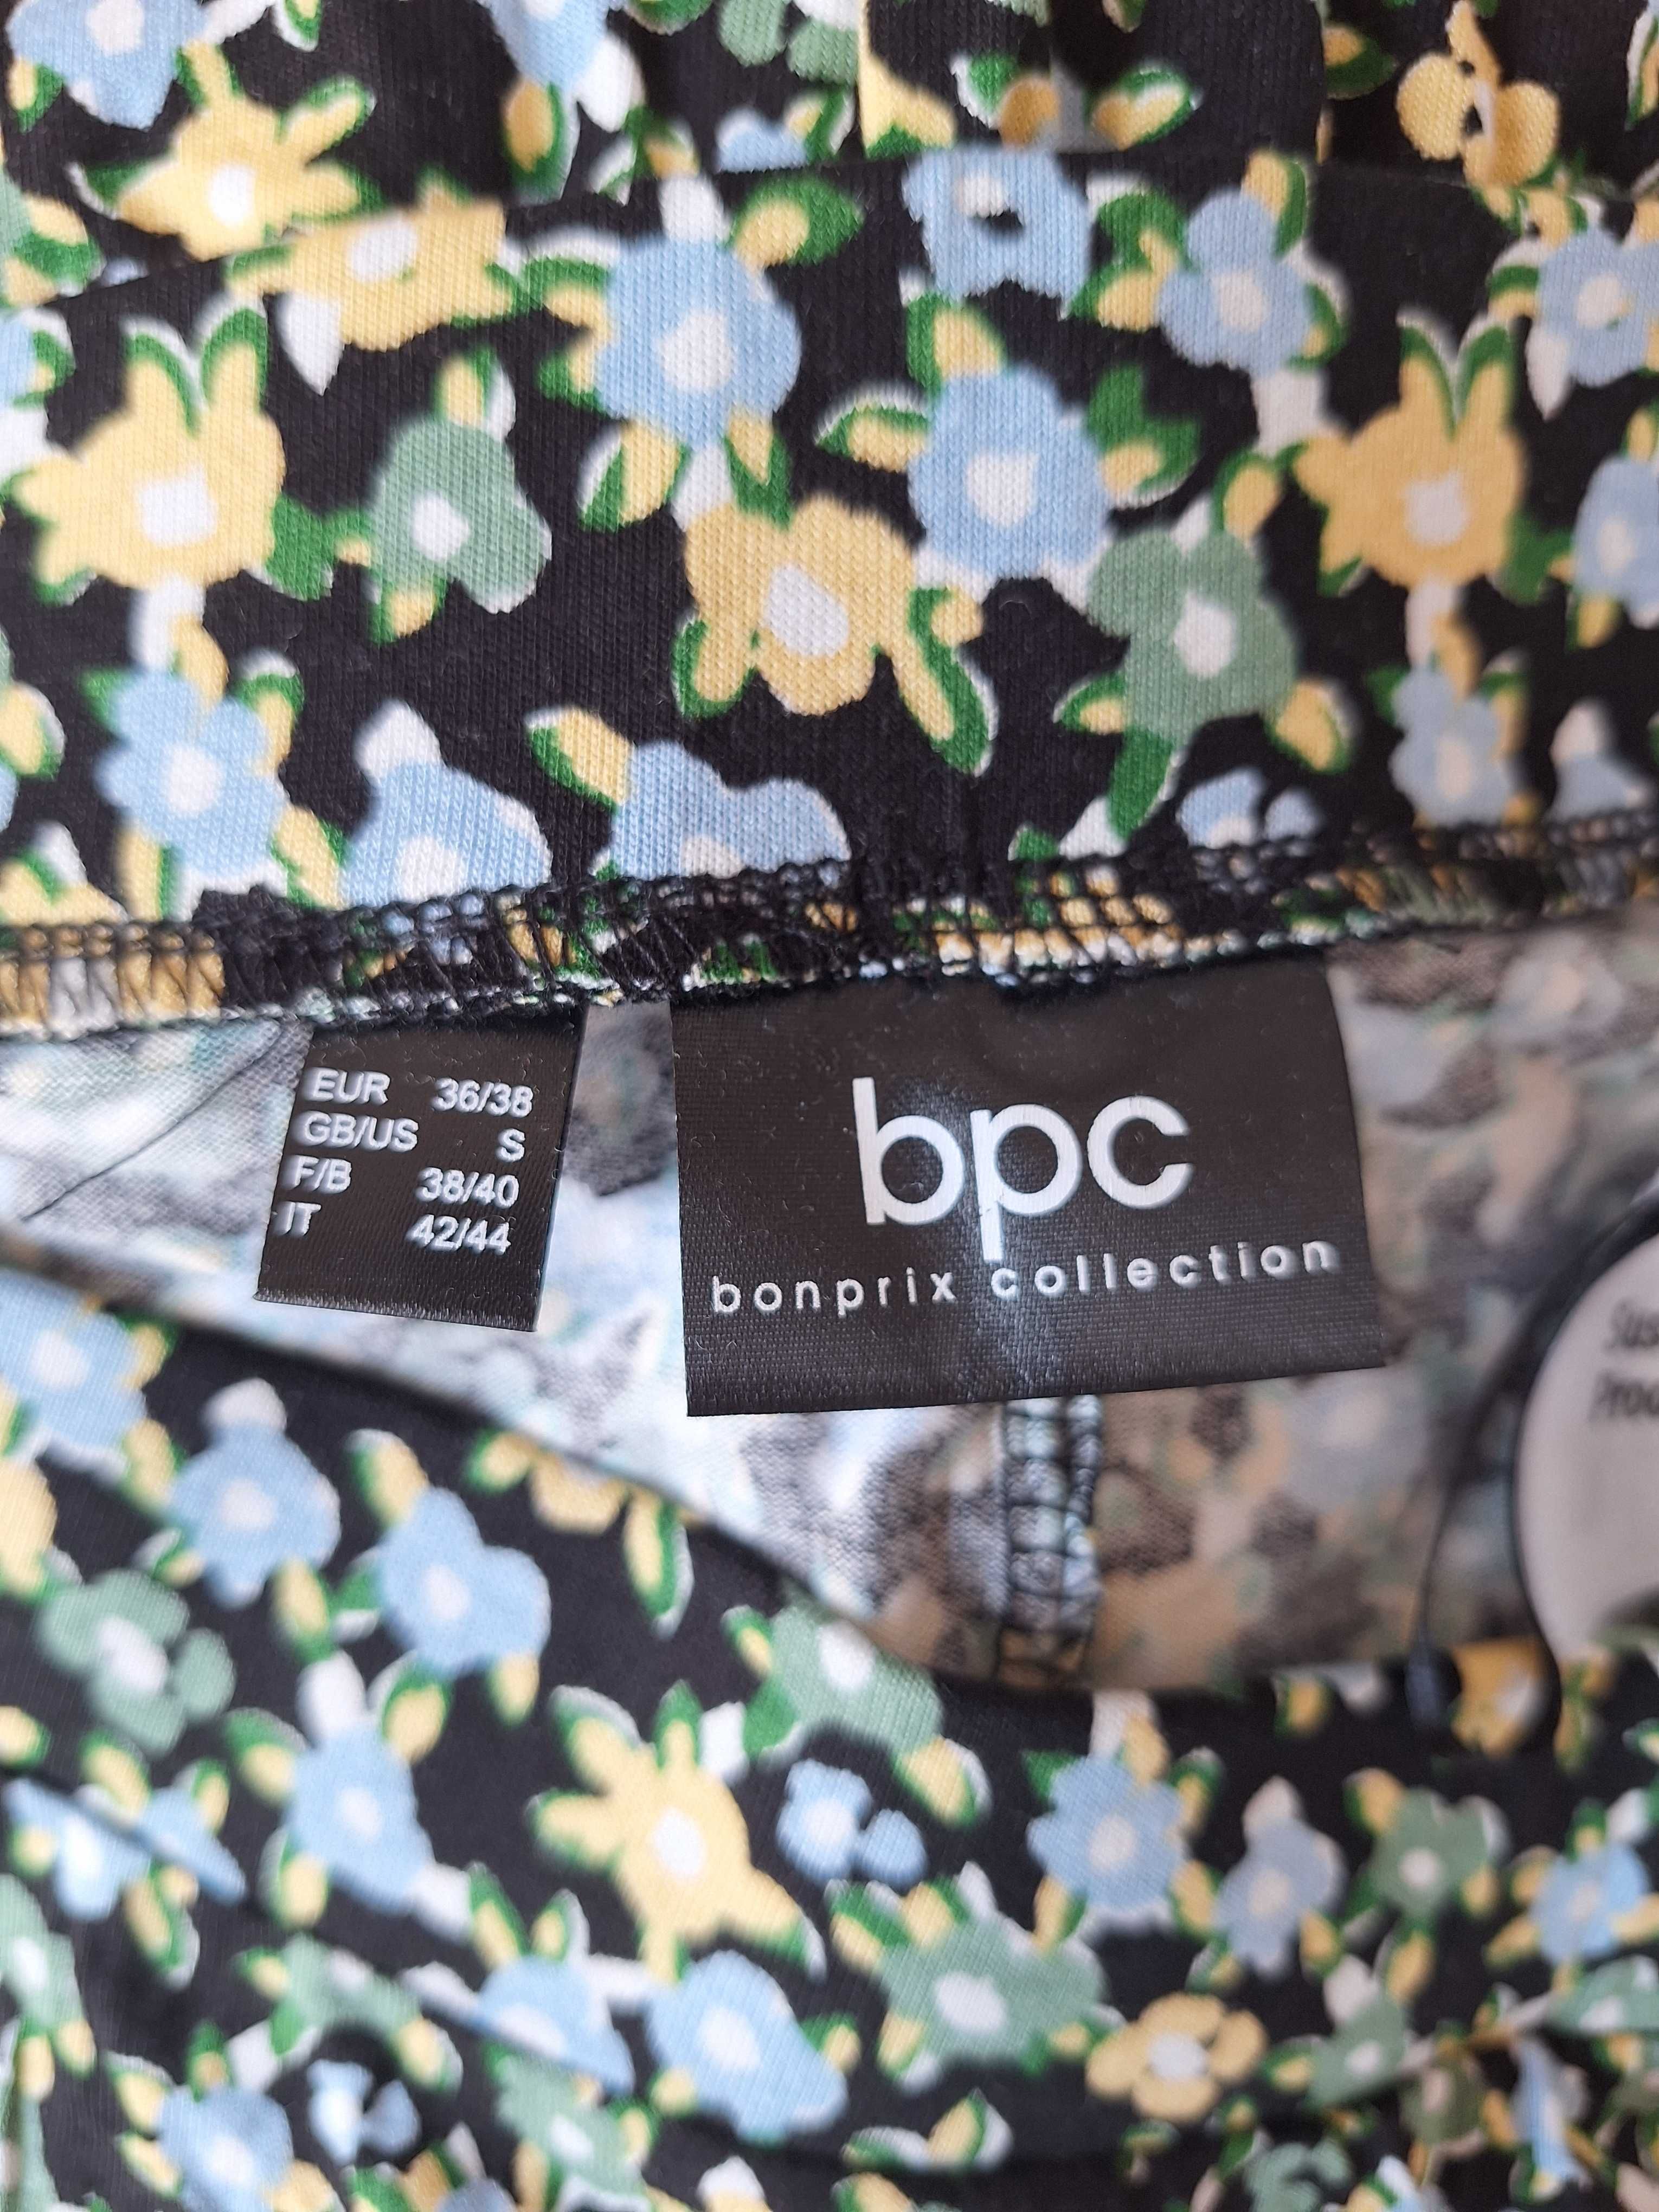 EUR 36/38
GB/US S
F/B 38/40
IT 42/44
bpc
bonprix collection